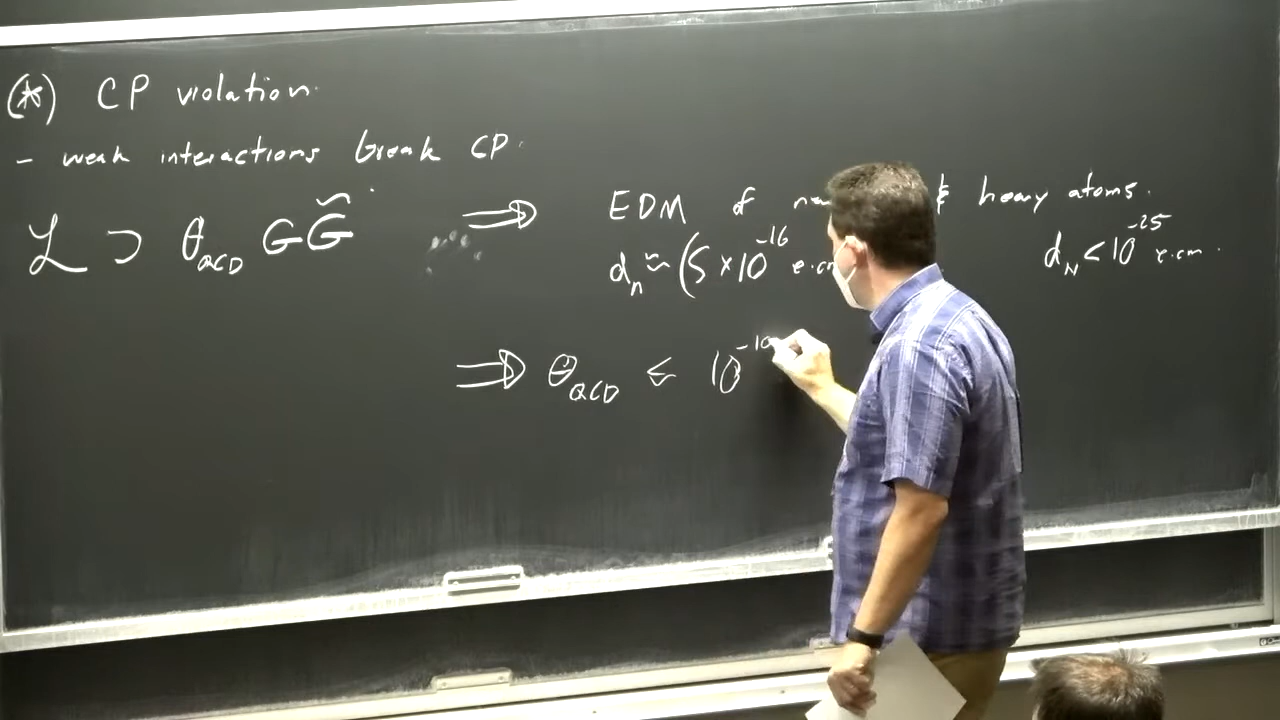 (*) CP violation.
- weak interactions break CP.
ℒ ⊃ θ_QCD G G̃
⇒ EDM of & heavy atoms.
d_n ≈ (5 × 10^-16 e·cm
d_N < 10^-25 e·cm.
⇒ θ_QCD ≤ 10^-10